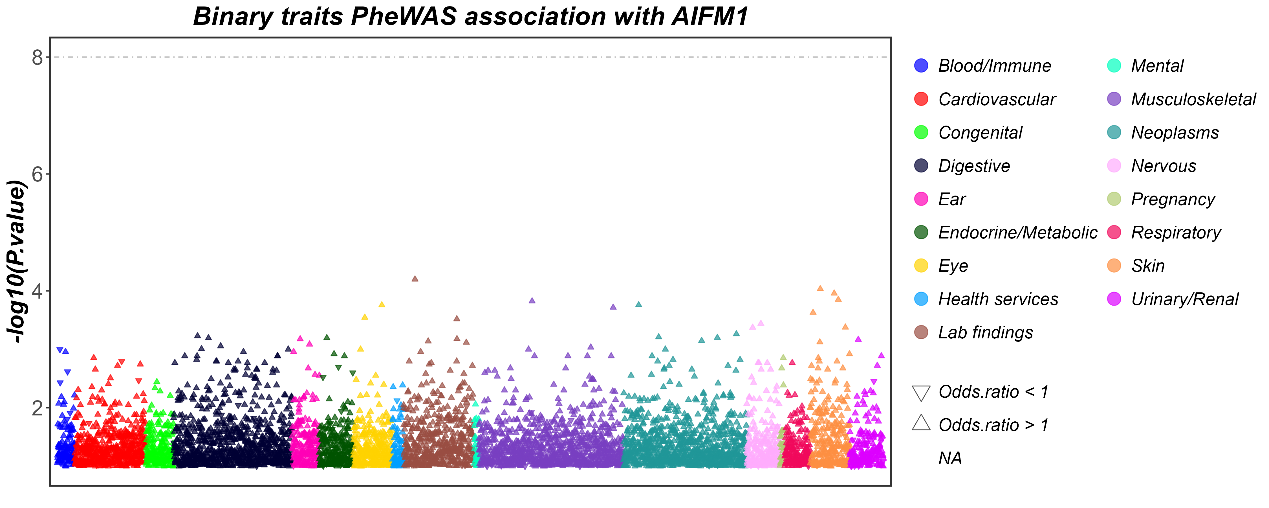 Binary traits PheWAS association with AIFM1
-log10(P.value)
8
6
4
2
Blood/Immune
Cardiovascular
Congenital
Digestive
Ear
Endocrine/Metabolic
Eye
Health services
Lab findings
Mental
Musculoskeletal
Neoplasms
Nervous
Pregnancy
Respiratory
Skin
Urinary/Renal
Odds.ratio < 1
Odds.ratio > 1
NA